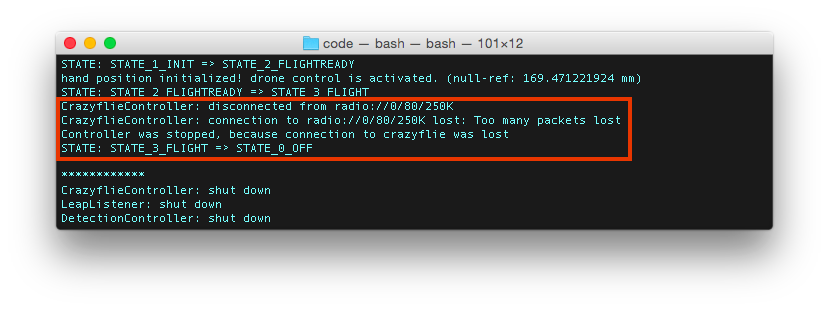 code — bash — bash — 101×12
STATE: STATE_1_INIT => STATE_2_FLIGHTREADY
hand position initialized! drone control is activated. (null-ref: 169.471221924 mm)
STATE: STATE_2_FLIGHTREADY => STATE_3_FLIGHT
CrazyflieController: disconnected from radio://0/80/250K
CrazyflieController: connection to radio://0/80/250K lost: Too many packets lost
Controller was stopped, because connection to crazyflie was lost
STATE: STATE_3_FLIGHT => STATE_0_OFF
************
CrazyflieController: shut down
LeapListener: shut down
DetectionController: shut down